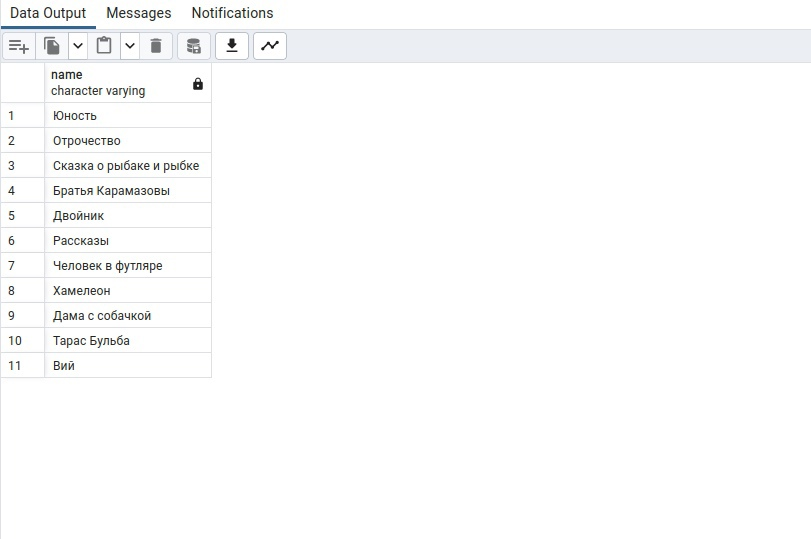 Data Output Messages Notifications
name
character varying
1 Юность
2 Отрочество
3 Сказка о рыбаке и рыбке
4 Братья Карамазовы
5 Двойник
6 Рассказы
7 Человек в футляре
8 Хамелеон
9 Дама с собачкой
10 Тарас Бульба
11 Вий